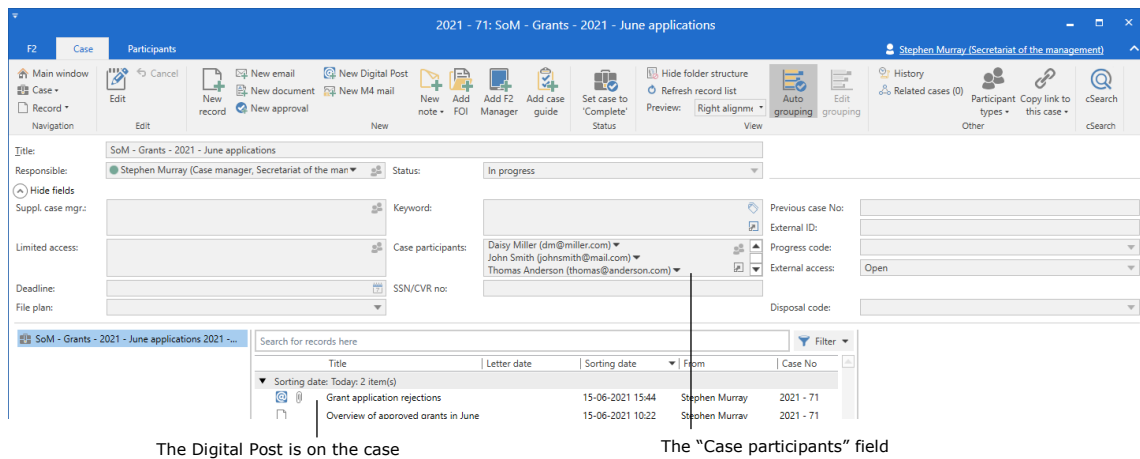 2021 - 71: SoM - Grants - 2021 - June applications
F2 Case Participants Stephen Murray (Secretariat of the management)
Main window
Case
Record
Navigation
Edit
Cancel
Edit
New record
New email
New document
New approval
New Digital Post
New M4 mail
New note
Add FOI
Add F2 Manager
Add case guide
New
Set case to 'Complete'
Status
Hide folder structure
Refresh record list
Preview: Right alignme
Auto grouping
Edit grouping
View
History
Related cases (0)
Participant types
Copy link to this case
Other
cSearch
cSearch
Title: SoM - Grants - 2021 - June applications
Responsible: Stephen Murray (Case manager, Secretariat of the man Status: In progress
Hide fields
Suppl. case mgr.: Keyword: Previous case No:
External ID:
Limited access: Case participants: Daisy Miller (dm@miller.com) Progress code:
John Smith (johnsmith@mail.com)
Thomas Anderson (thomas@anderson.com) External access: Open
Deadline: SSN/CVR no:
File plan: Disposal code:
SoM - Grants - 2021 - June applications 2021 -... Search for records here Filter
Title Letter date Sorting date From Case No
Sorting date: Today: 2 item(s)
Grant application rejections 15-06-2021 15:44 Stephen Murray 2021 - 71
Overview of approved grants in June 15-06-2021 10:22 Stephen Murray 2021 - 71
The Digital Post is on the case The “Case participants” field